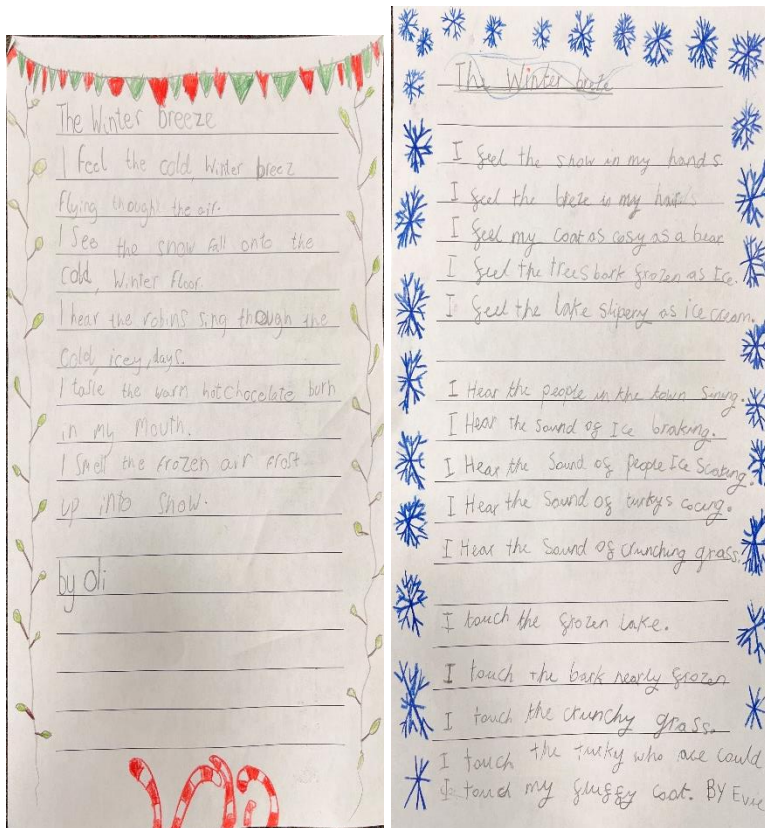 The Winter breeze
I feel the cold, Winter breez
flying though the air.
I See the snow fall onto the
cold, Winter floor.
I hear the robins sing through the
cold, icey, days.
I taste the warm hotchocolate burn
in my mouth.
I smell the frozen air frost
up into snow.
by Oli
The Winter breze
I feel the snow in my hands
I feel the breze in my hair
I feel my coat as cosy as a bear
I feel the trees bark frozen as Ice.
I feel the lake slipery as ice cream.
I Hear the people in the town Sining.
I Hear the Sound of Ice braking.
I Hear the Sound of people Ice Scating.
I Hear the Sound of turkys cocing.
I Hear the Sound of crunching grass.
I touch the frozen Lake.
I touch the bark nearly frozen
I touch the crunchy grass.
I touch the turky who are could
I touch my fluffy coat. BY Evie